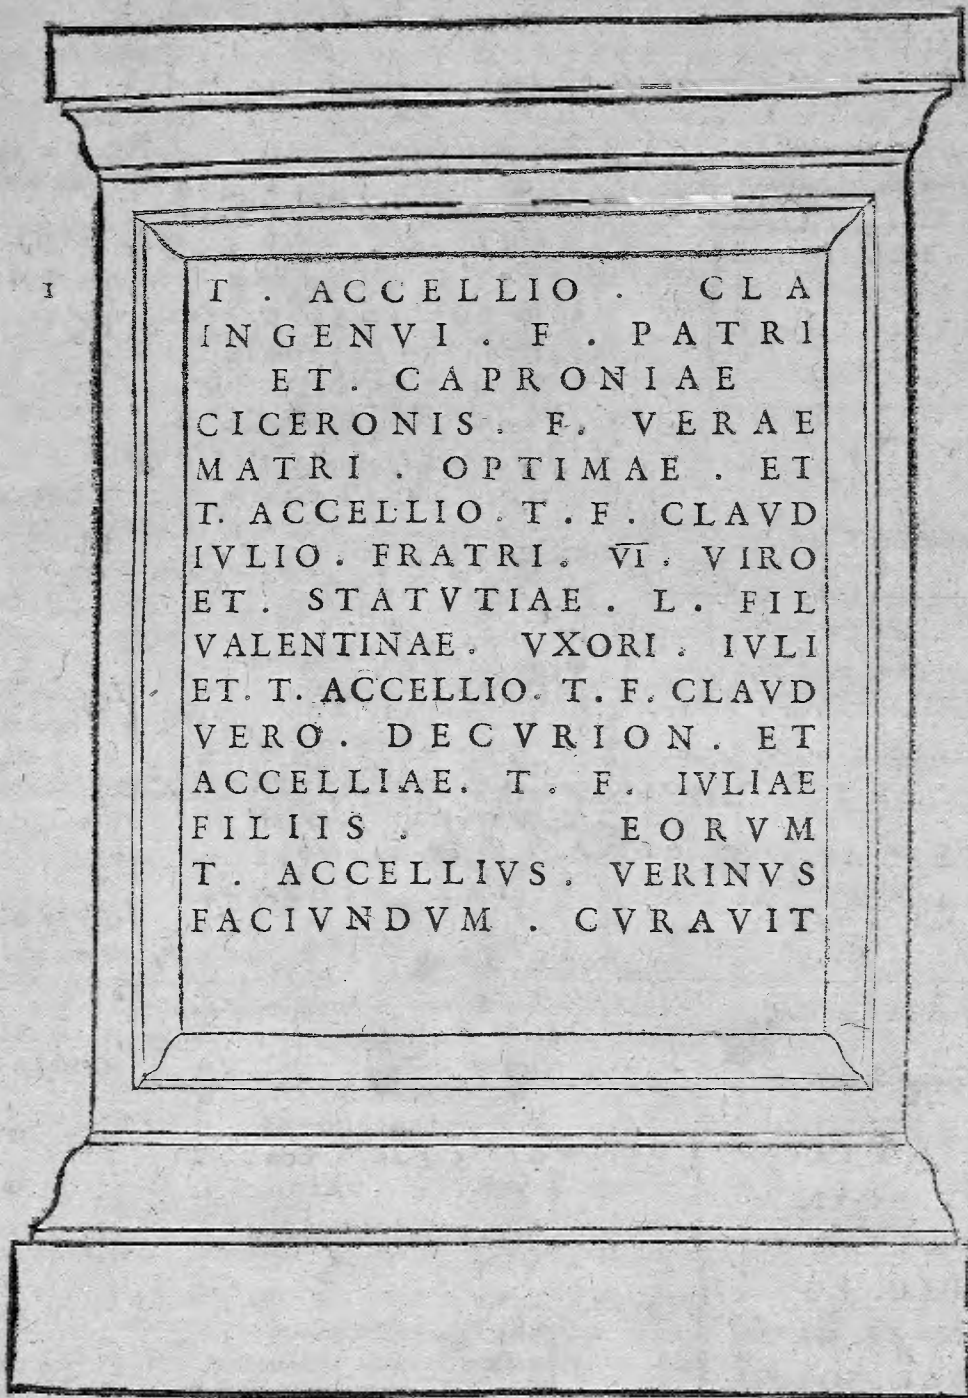 1
T . ACCELLIO . CLA
INGENVI . F . PATRI
ET . CAPRONIAE
CICERONIS . F . VERAE
MATRI . OPTIMAE . ET
T. ACCELLIO . T . F . CLAVD
IVLIO . FRATRI . V̅I̅ . VIRO
ET . STATVTIAE . L . FIL
VALENTINAE . VXORI . IVLI
ET . T . ACCELLIO . T . F . CLAVD
VERO . DECVRION . ET
ACCELLIAE . T . F . IVLIAE
FILIIS . EORVM
T . ACCELLIVS . VERINVS
FACIVNDVM . CVRAVIT